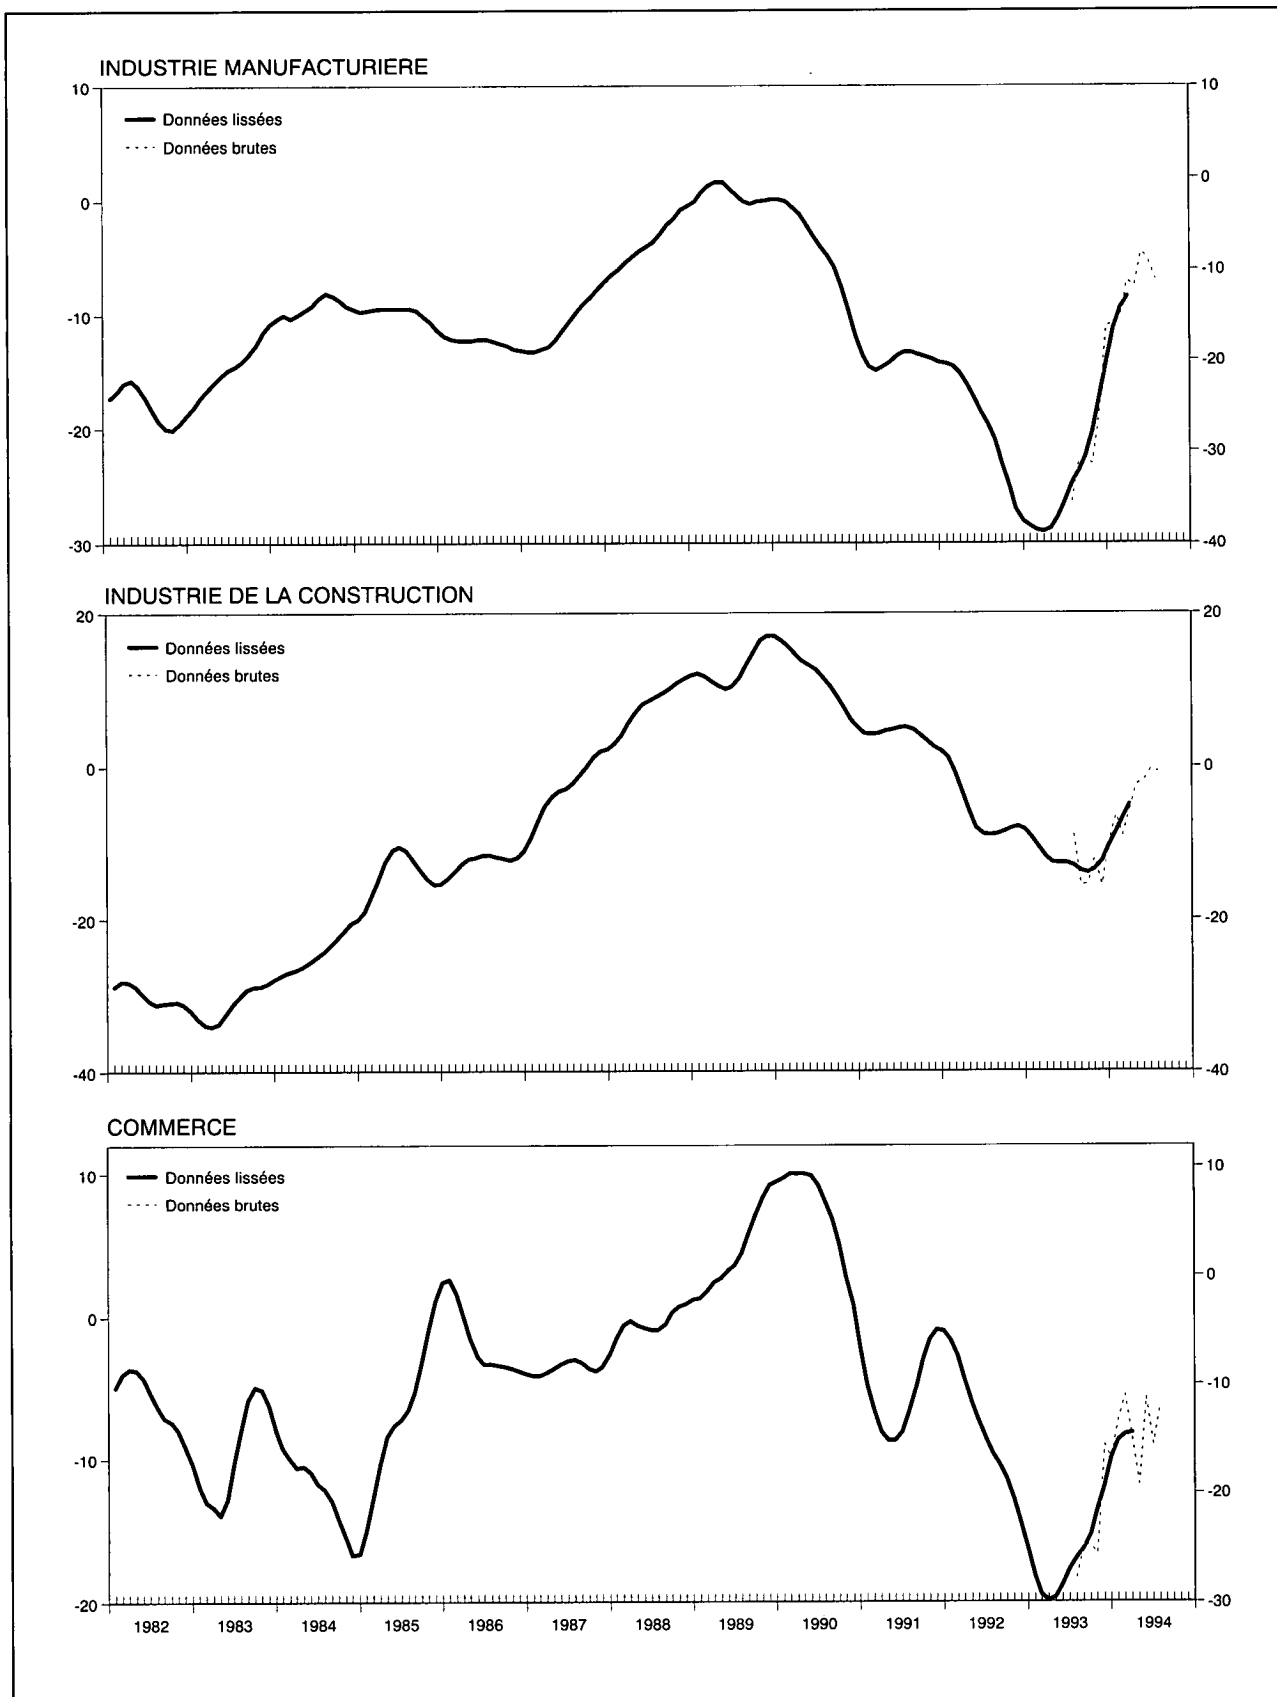 INDUSTRIE MANUFACTURIERE
10
10
Données lissées
Données brutes
0
0
-10
-10
-20
-20
-30
-30
-40
INDUSTRIE DE LA CONSTRUCTION
20
20
Données lissées
Données brutes
0
0
-20
-20
-40
-40
COMMERCE
10
10
Données lissées
Données brutes
0
0
-10
-10
-20
-20
-30
1982 1983 1984 1985 1986 1987 1988 1989 1990 1991 1992 1993 1994